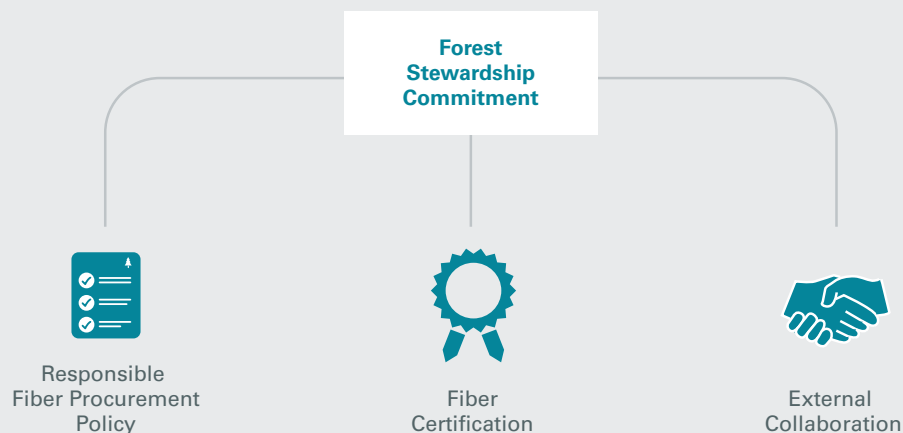 Forest
Stewardship
Commitment
Responsible
Fiber Procurement
Policy
Fiber
Certification
External
Collaboration